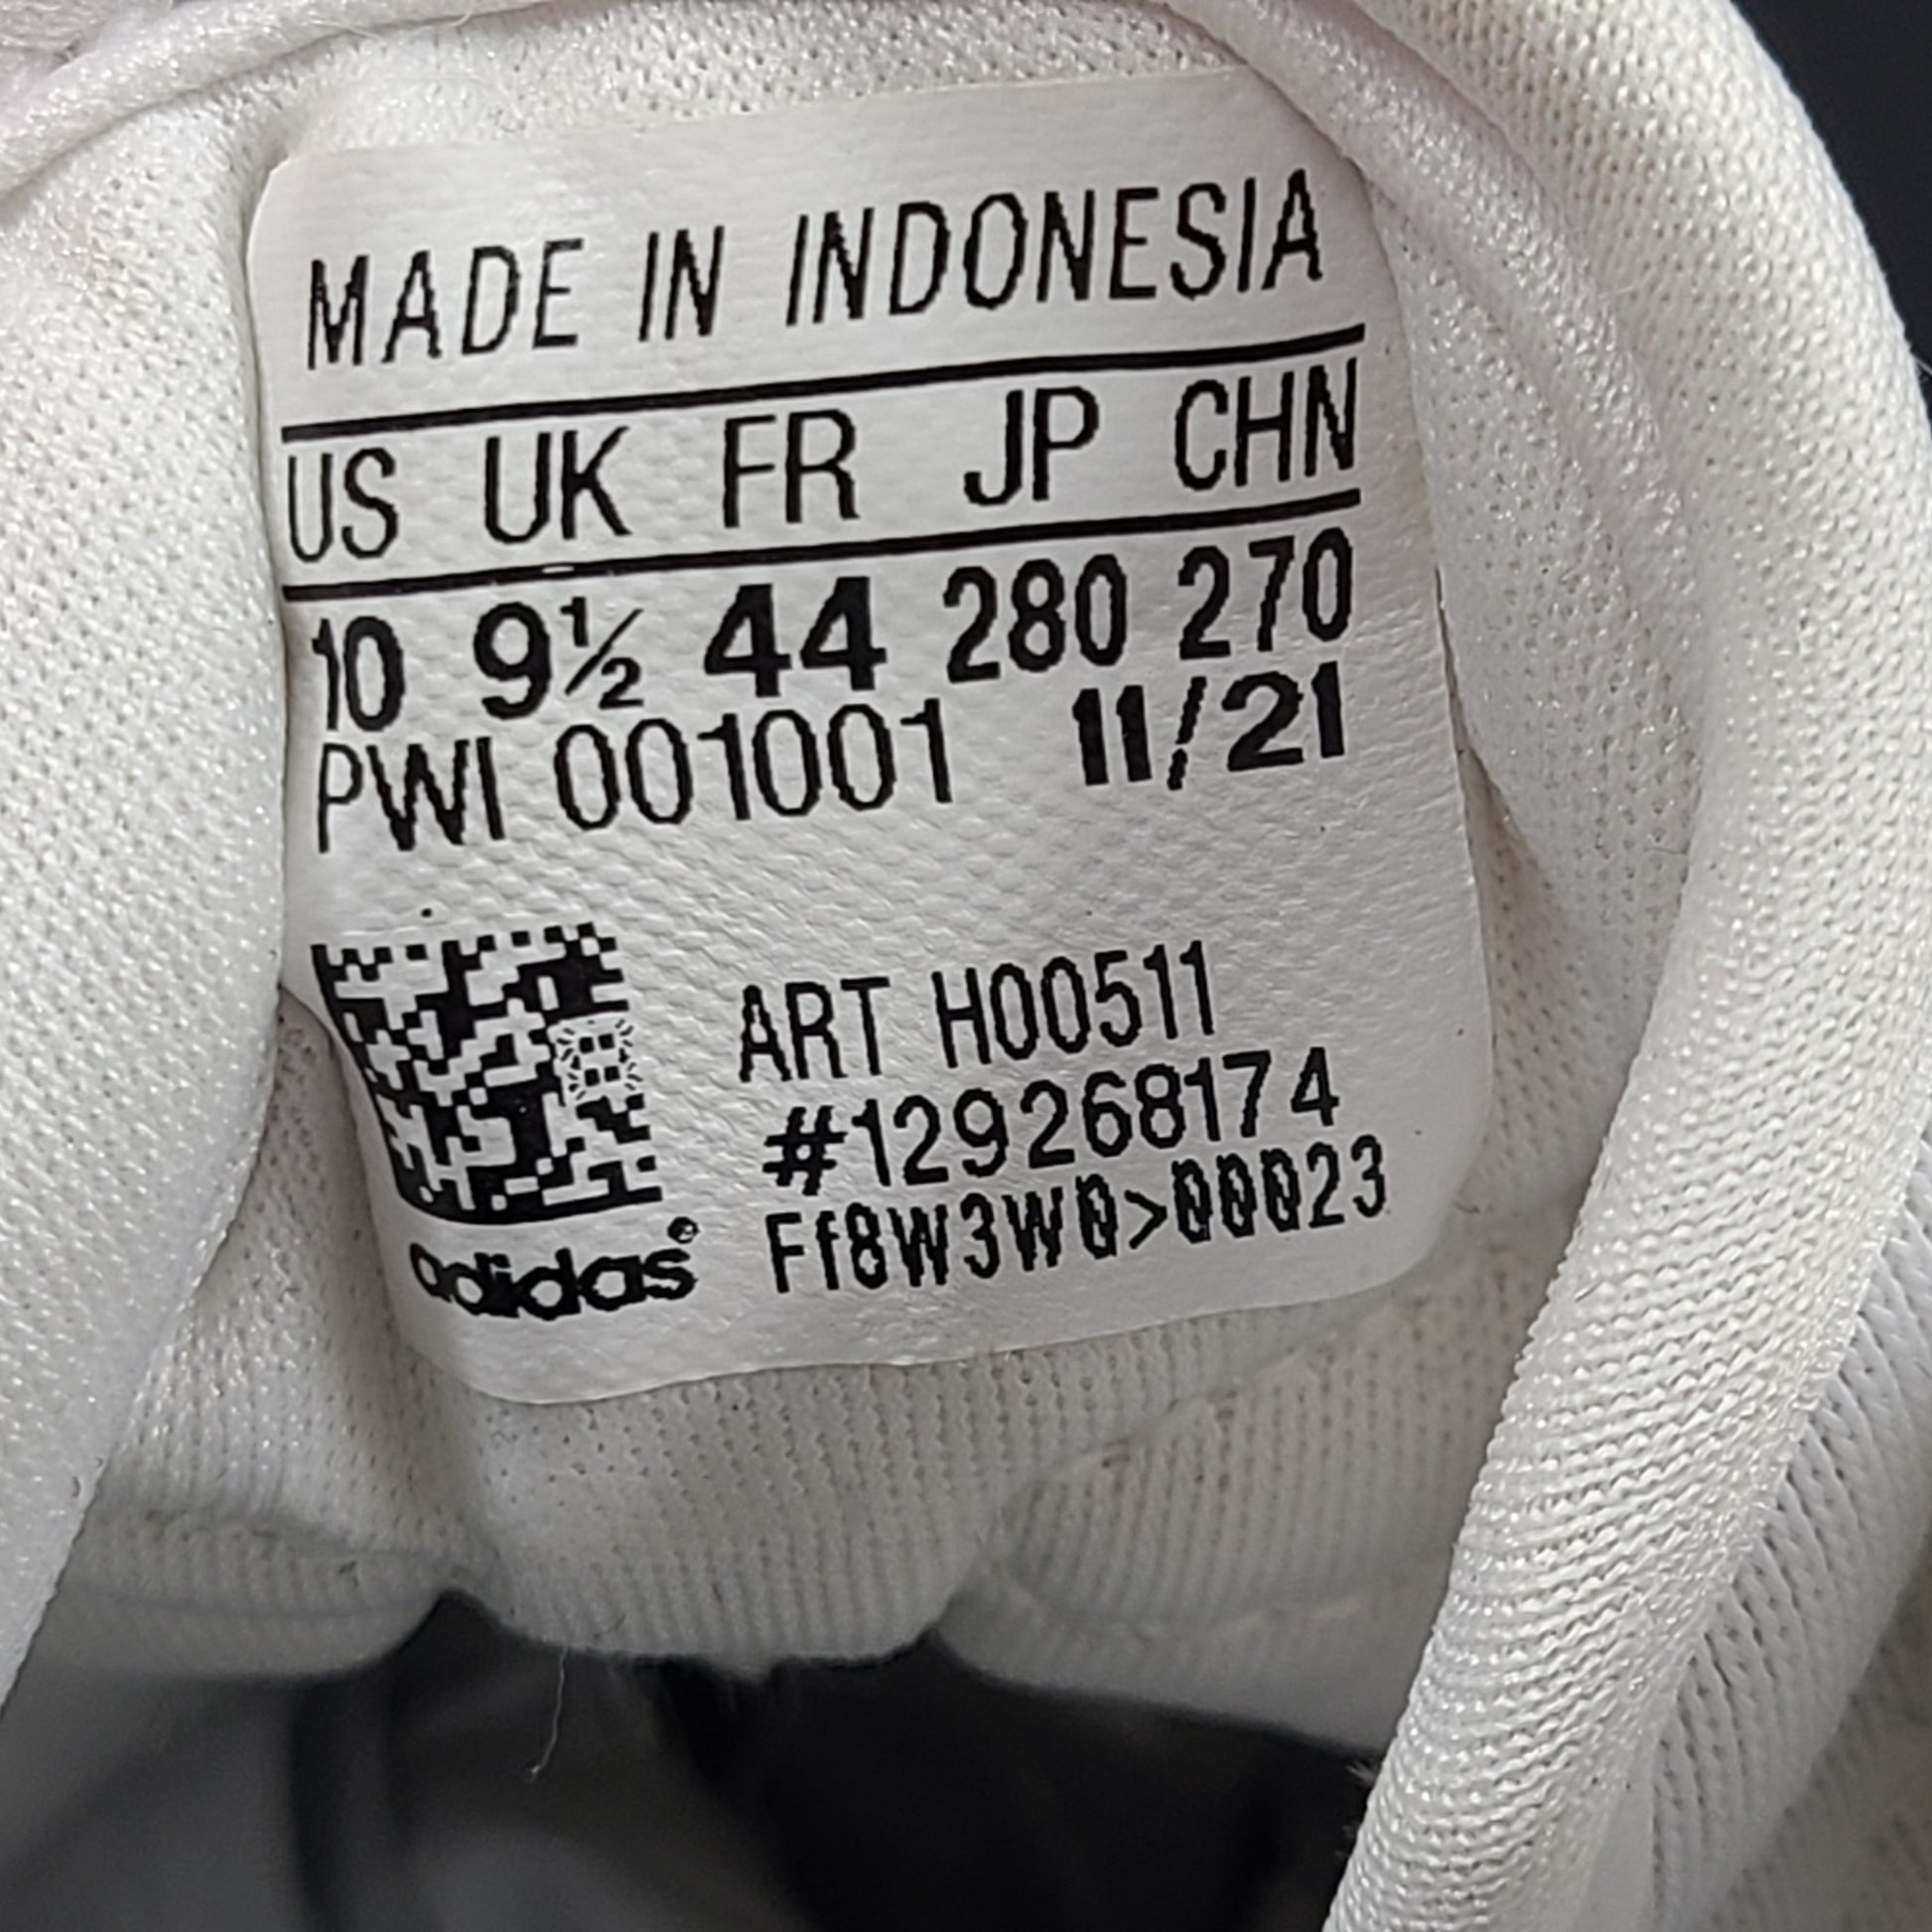 MADE IN INDONESIA
US UK FR JP CHN
10 9½ 44 280 270
PWI 001001 11/21
ART H00511
#129268174
Ff8W3W0>00023
adidas®